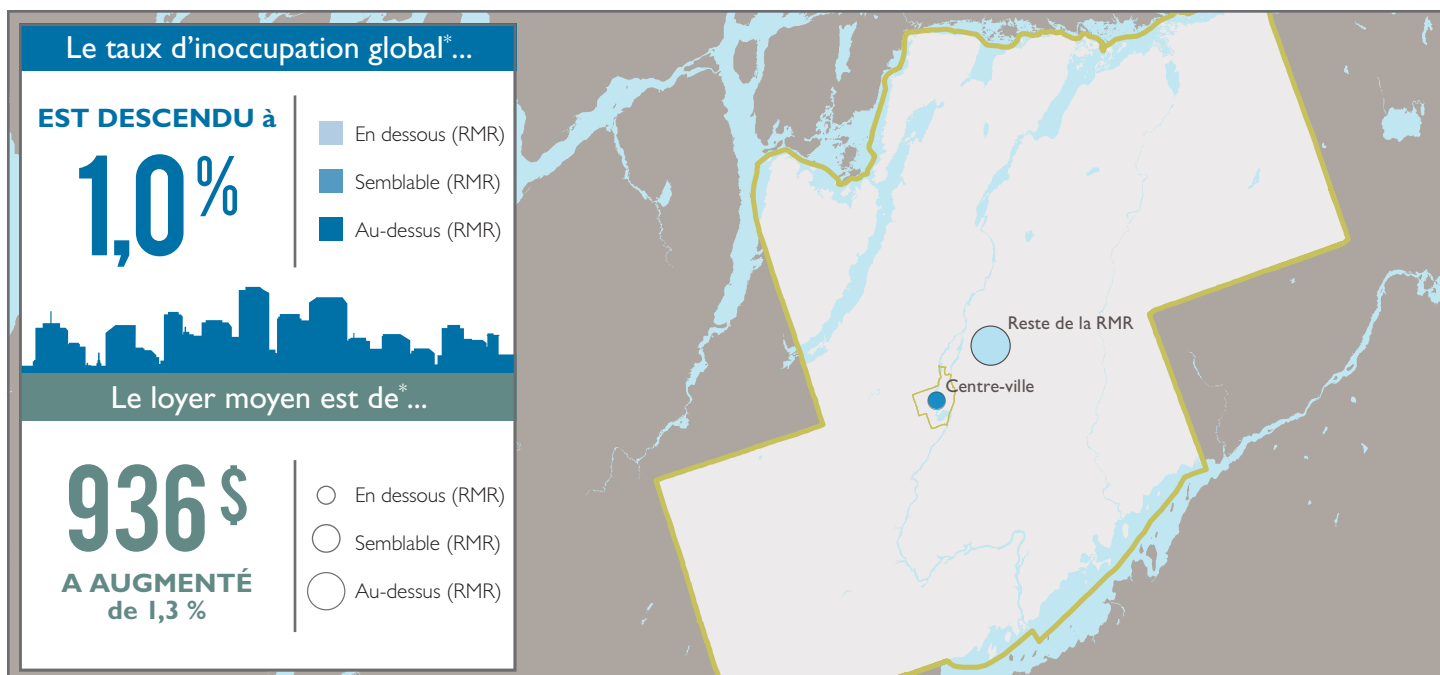 Le taux d’inoccupation global*...
EST DESCENDU à
1,0 %
En dessous (RMR)
Semblable (RMR)
Au-dessus (RMR)
Le loyer moyen est de*...
936 $
A AUGMENTÉ
de 1,3 %
En dessous (RMR)
Semblable (RMR)
Au-dessus (RMR)
Reste de la RMR
Centre-ville